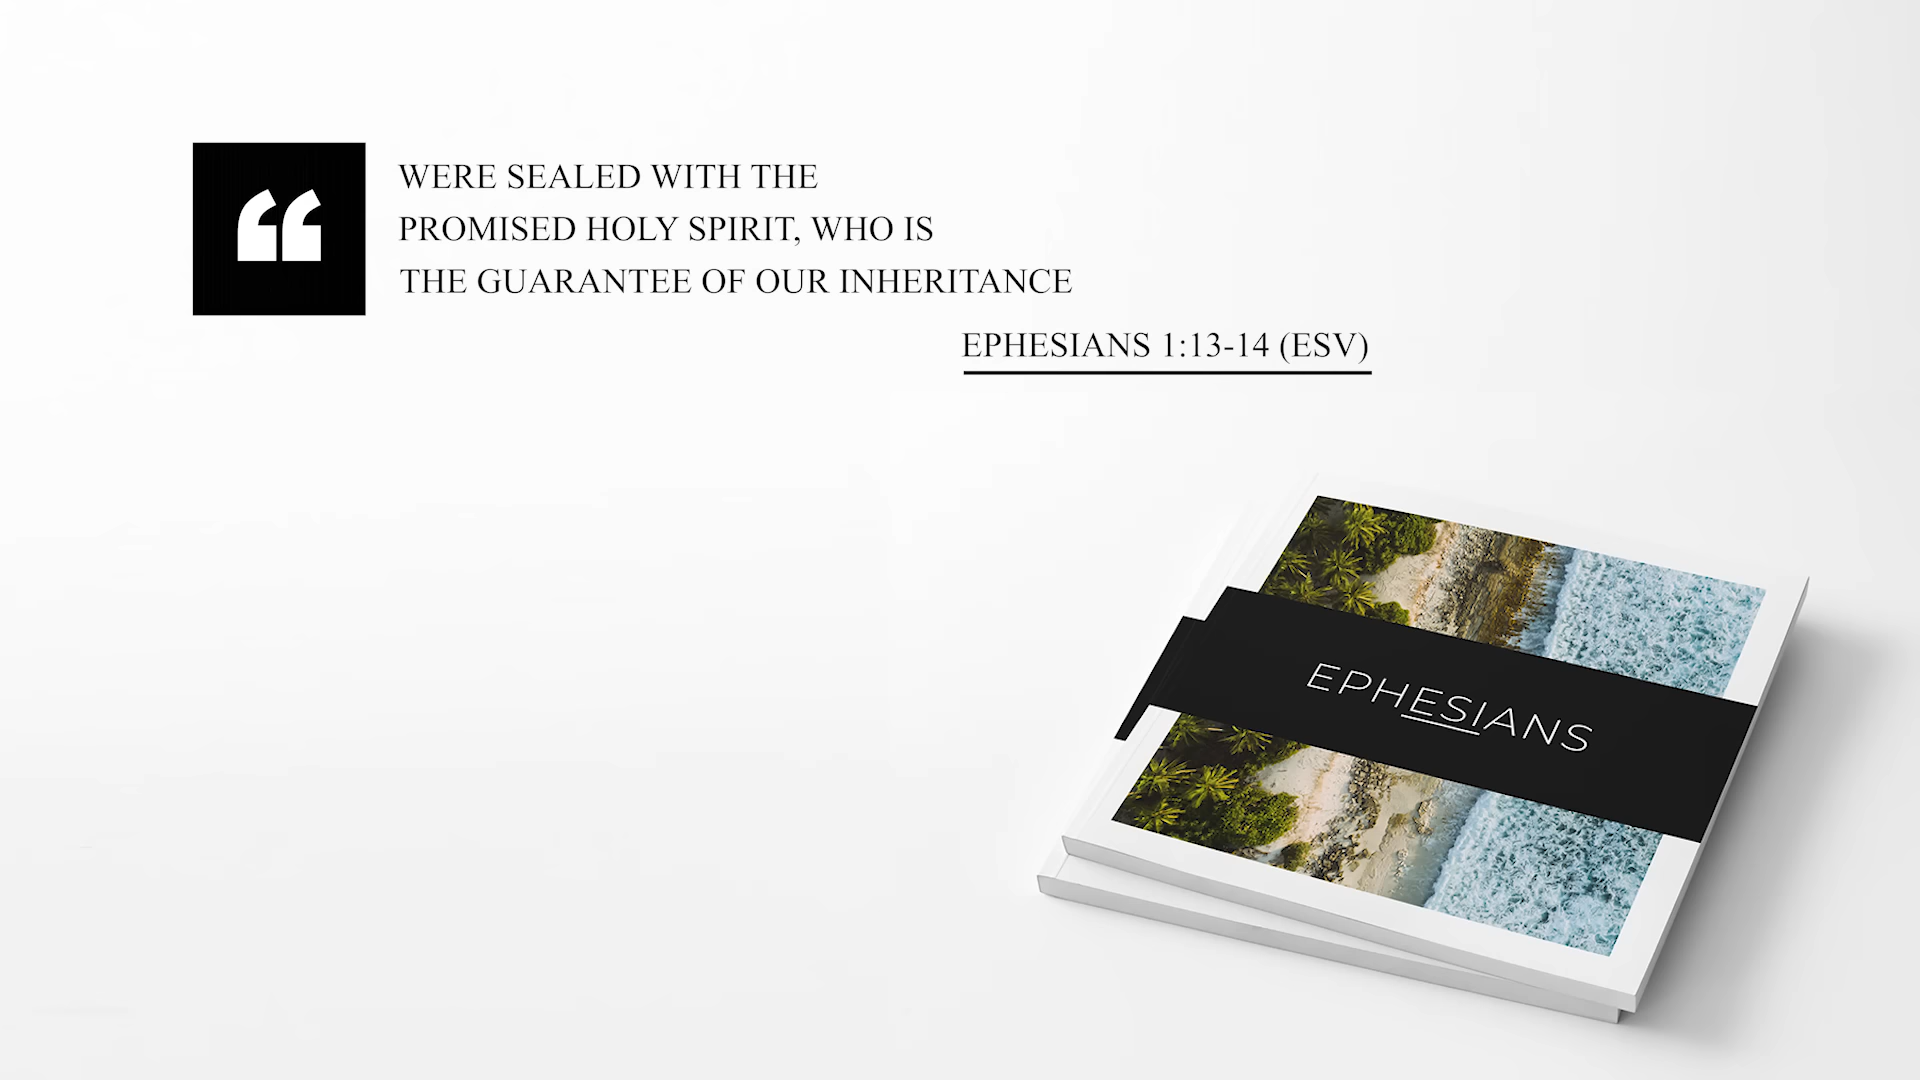 WERE SEALED WITH THE
PROMISED HOLY SPIRIT, WHO IS
THE GUARANTEE OF OUR INHERITANCE
EPHESIANS 1:13-14 (ESV)
EPHESIANS